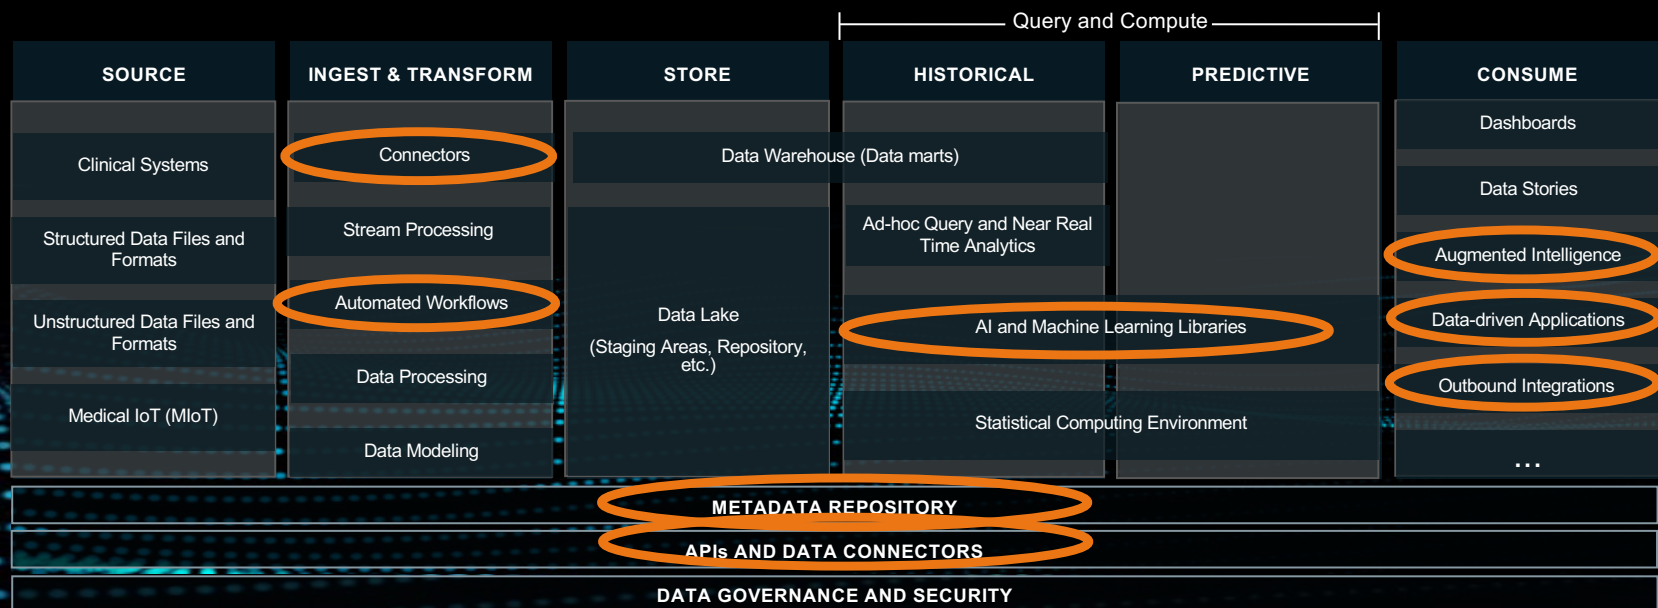 Query and Compute
SOURCE
INGEST & TRANSFORM
STORE
HISTORICAL
PREDICTIVE
CONSUME
Clinical Systems
Structured Data Files and
Formats
Unstructured Data Files and
Formats
Medical IoT (MIoT)
Connectors
Stream Processing
Automated Workflows
Data Processing
Data Modeling
Data Warehouse (Data marts)
Data Lake
(Staging Areas, Repository,
etc.)
Ad-hoc Query and Near Real
Time Analytics
AI and Machine Learning Libraries
Statistical Computing Environment
Dashboards
Data Stories
Augmented Intelligence
Data-driven Applications
Outbound Integrations
...
METADATA REPOSITORY
APIs AND DATA CONNECTORS
DATA GOVERNANCE AND SECURITY